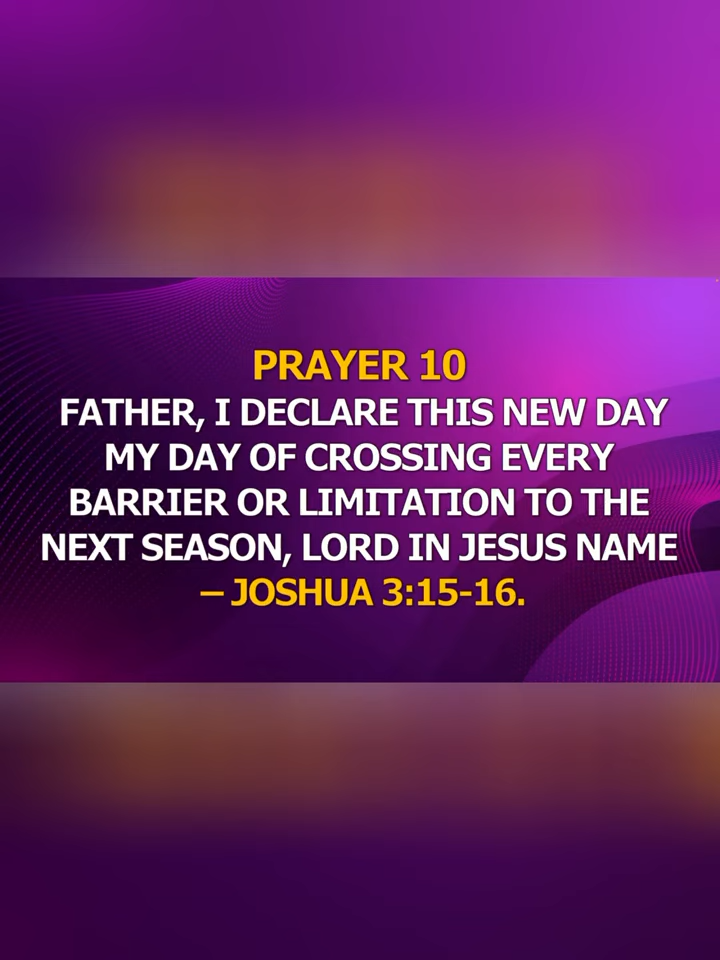 PRAYER 10
FATHER, I DECLARE THIS NEW DAY
MY DAY OF CROSSING EVERY
BARRIER OR LIMITATION TO THE
NEXT SEASON, LORD IN JESUS NAME
– JOSHUA 3:15-16.